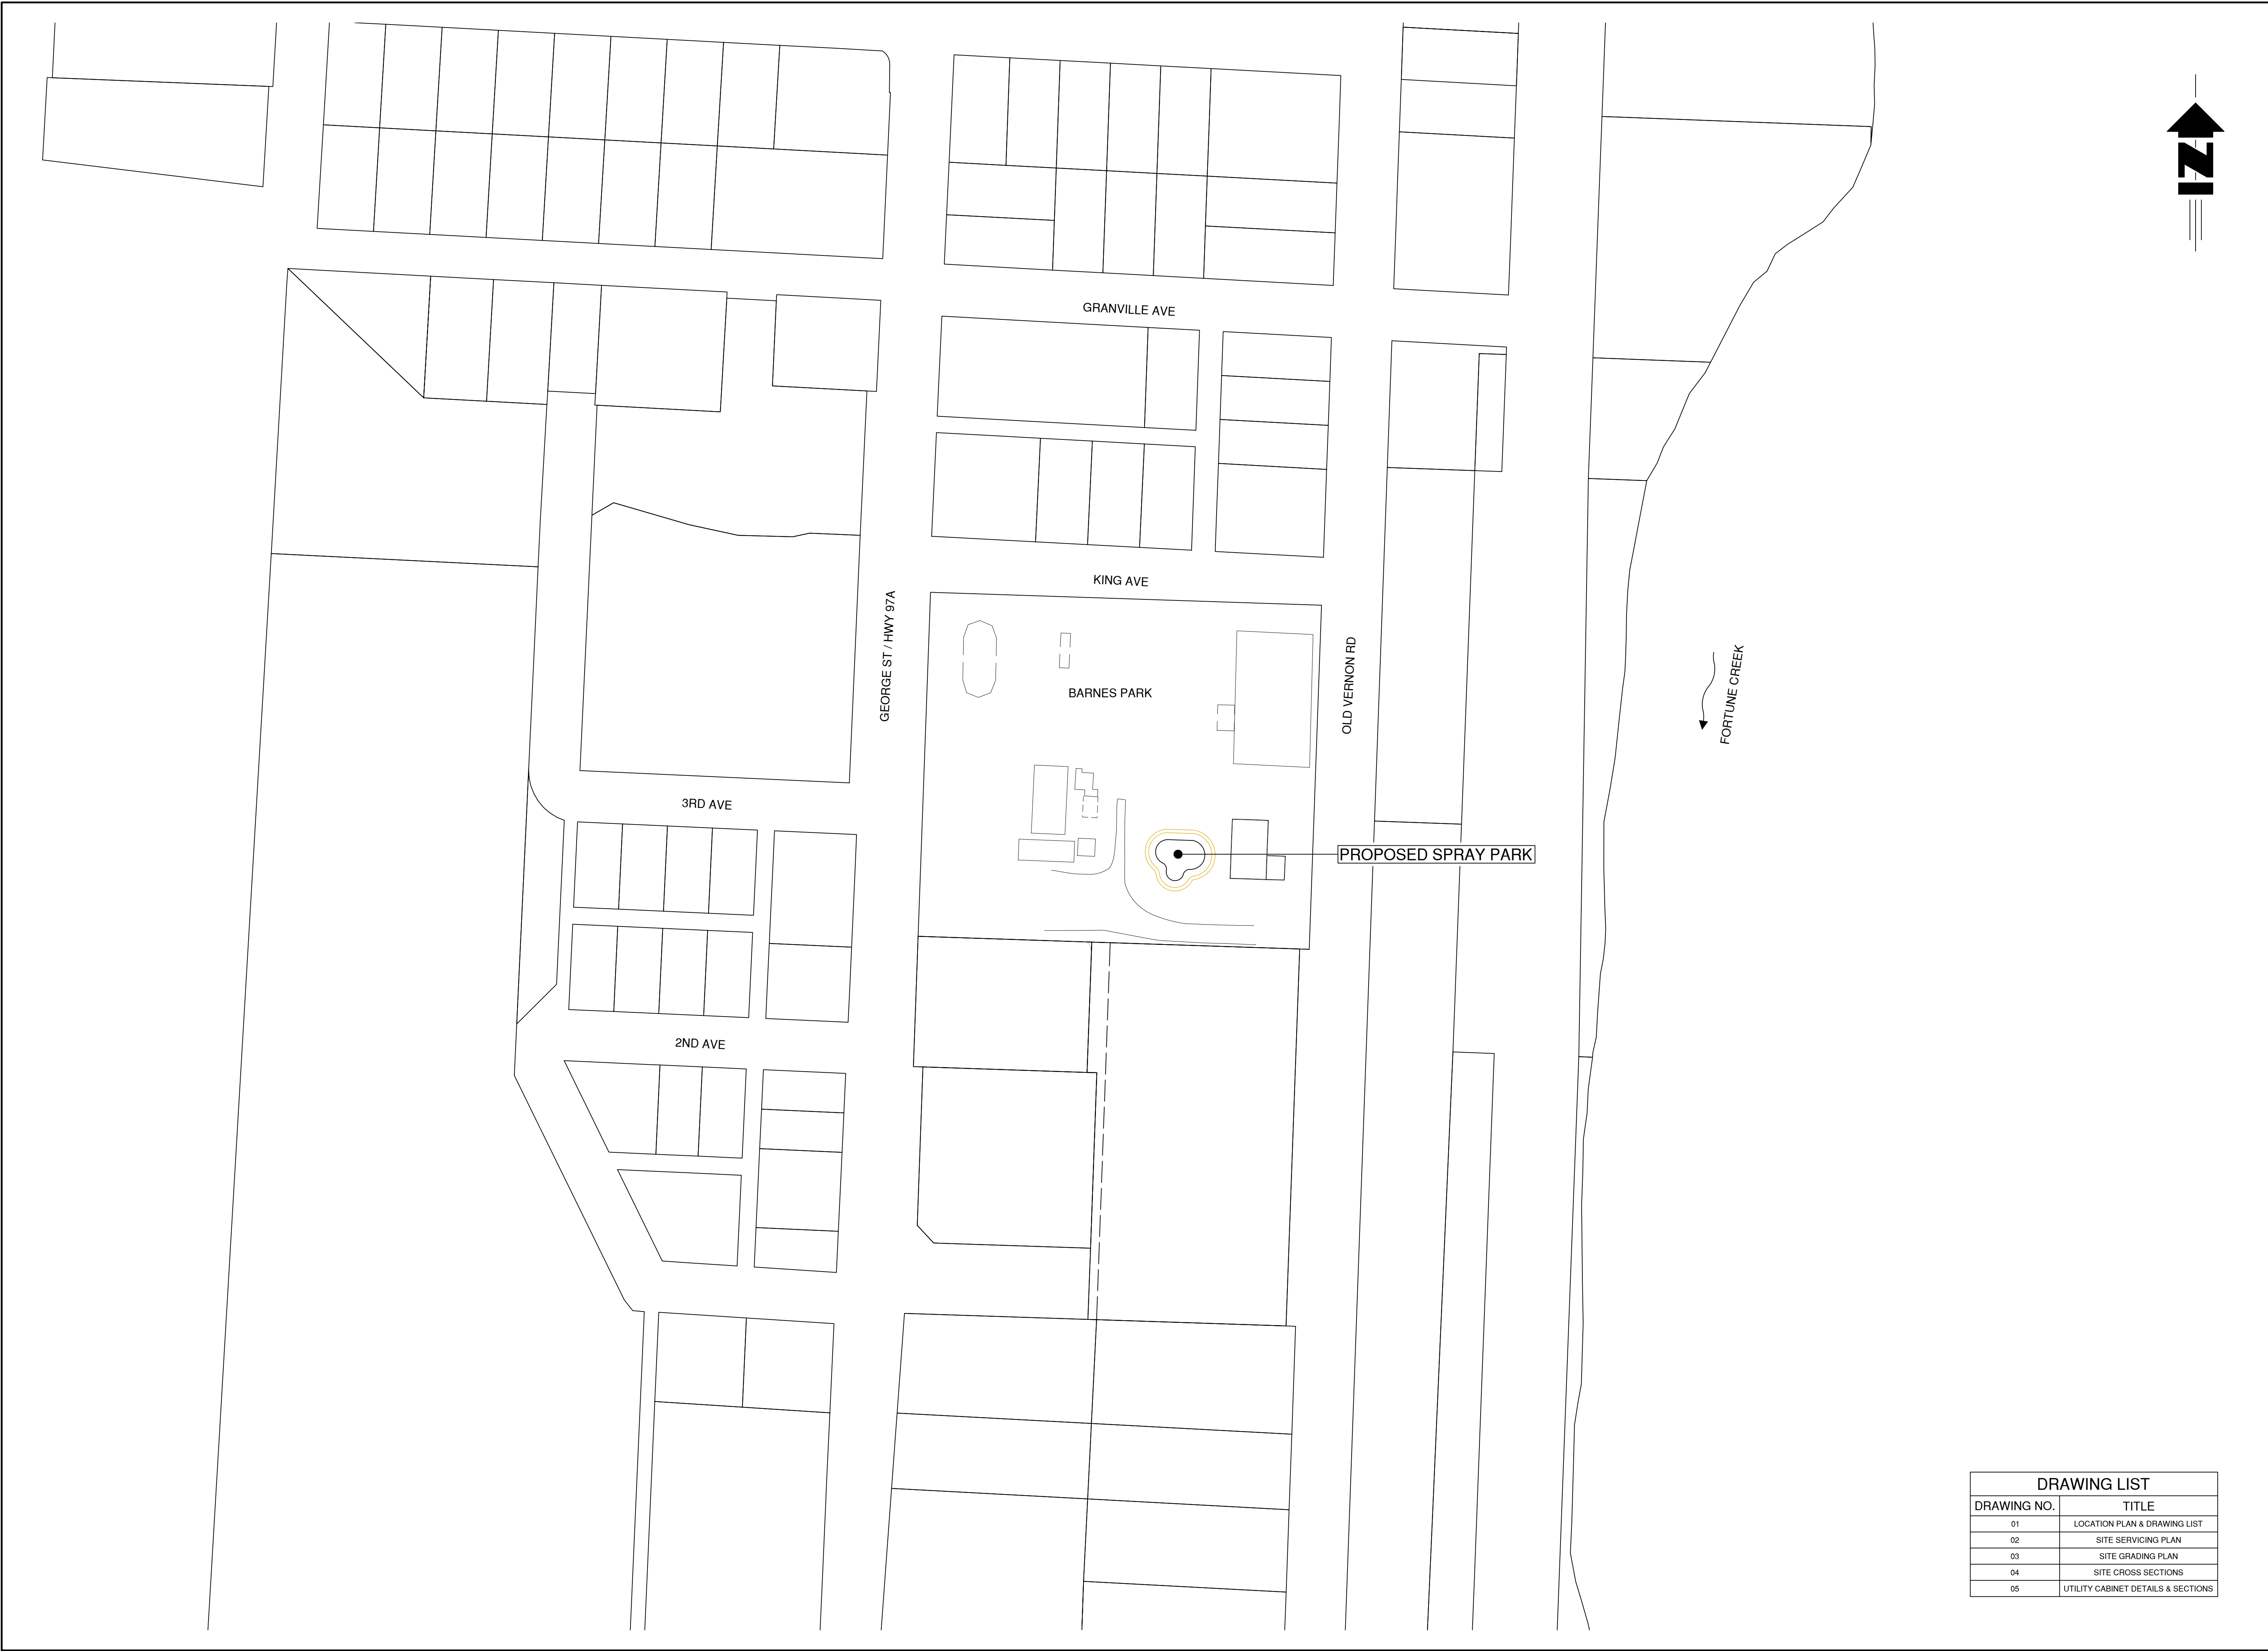 N
GRANVILLE AVE
KING AVE
GEORGE ST / HWY 97A
OLD VERNON RD
BARNES PARK
FORTUNE CREEK
3RD AVE
PROPOSED SPRAY PARK
2ND AVE
DRAWING LIST
DRAWING NO. TITLE
01 LOCATION PLAN & DRAWING LIST
02 SITE SERVICING PLAN
03 SITE GRADING PLAN
04 SITE CROSS SECTIONS
05 UTILITY CABINET DETAILS & SECTIONS